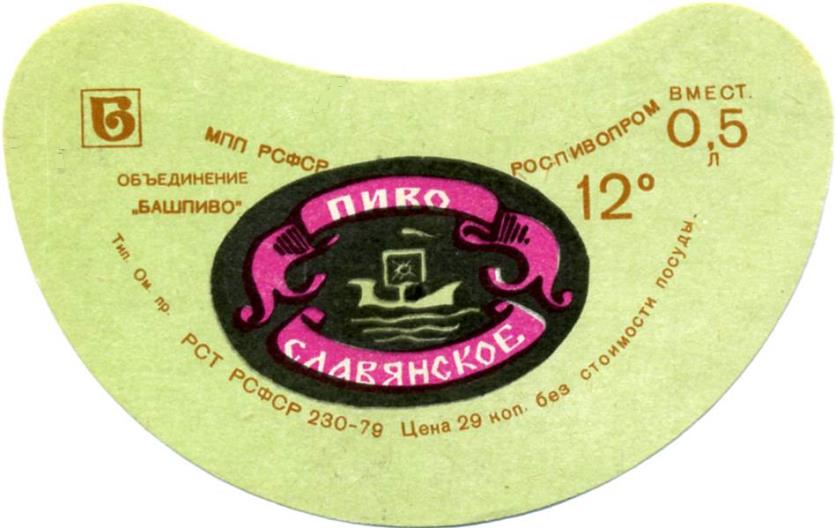 Б
МПП РСФСР
РОСПИВОПРОМ
ВМЕСТ.
0,5
л
ОБЪЕДИНЕНИЕ
„БАШПИВО"
12°
ПИВО
СЛАВЯНСКОЕ
Тип. Ом. пр.
РСТ РСФСР 230-79 Цена 29 коп. без стоимости посуды.